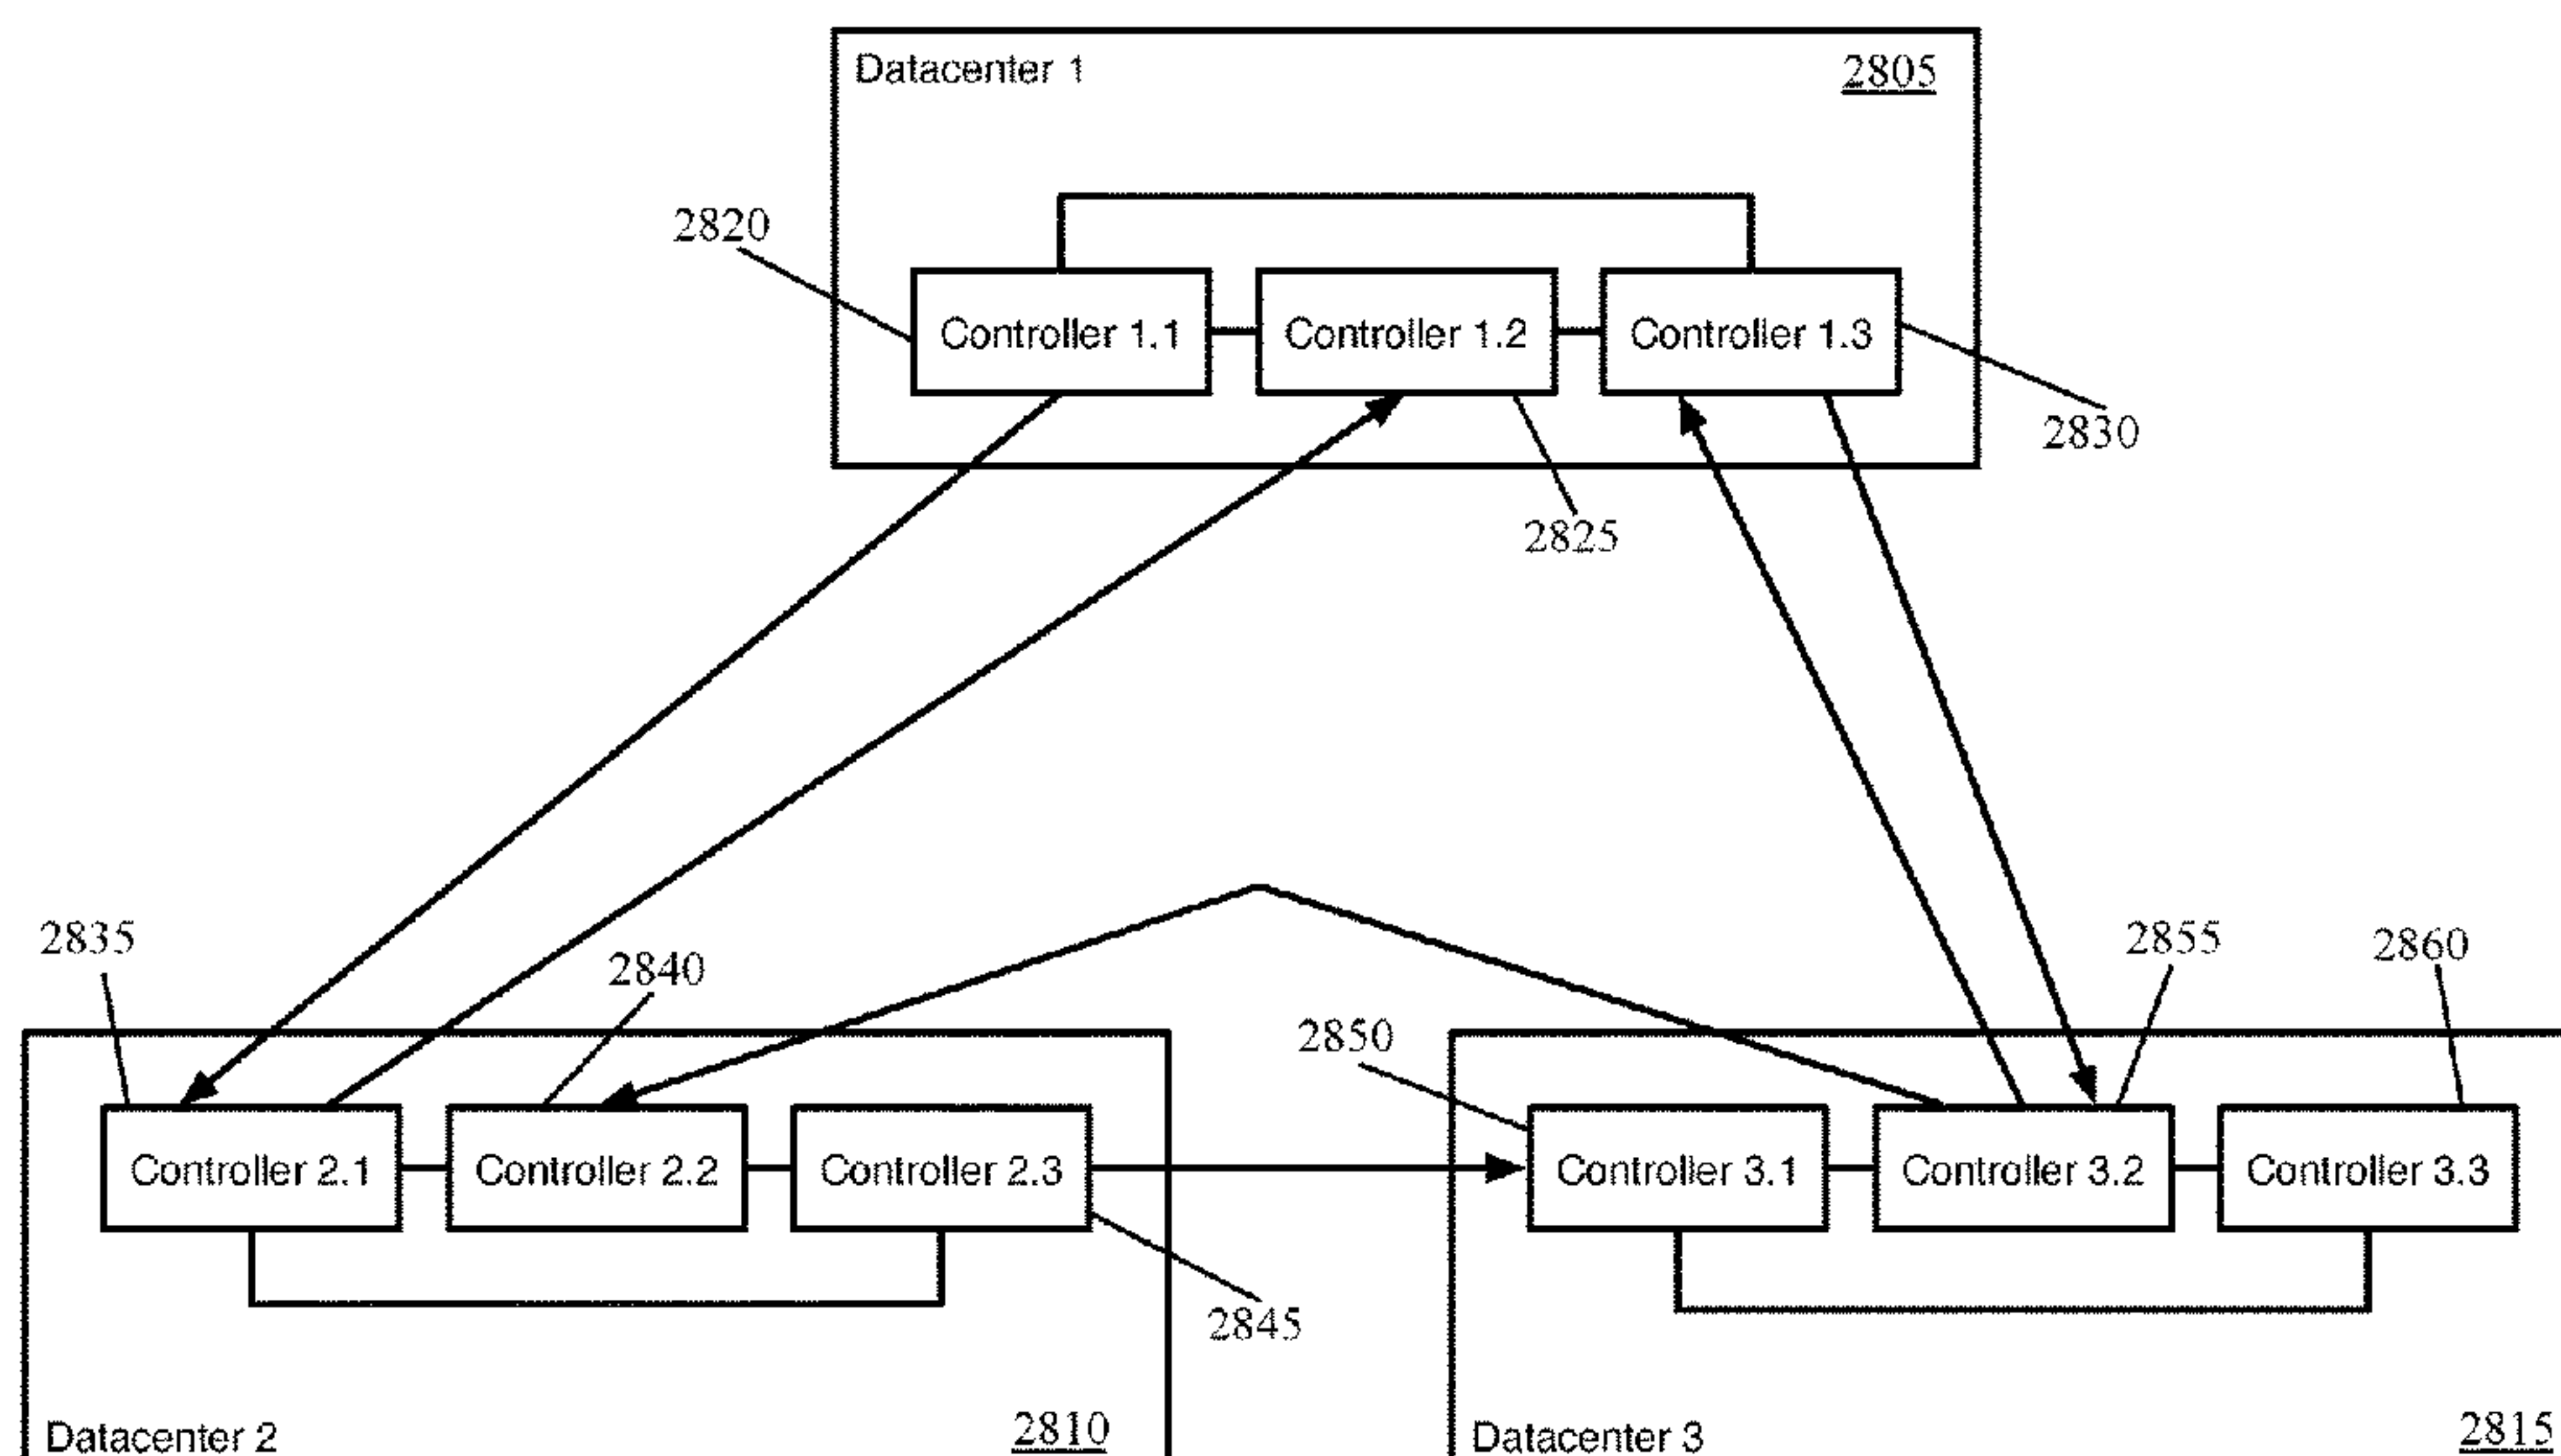 Datacenter 1
2805
2820
Controller 1.1
Controller 1.2
Controller 1.3
2830
2825
2835
2840
2850
2855
2860
Controller 2.1
Controller 2.2
Controller 2.3
Controller 3.1
Controller 3.2
Controller 3.3
2845
Datacenter 2
2810
Datacenter 3
2815